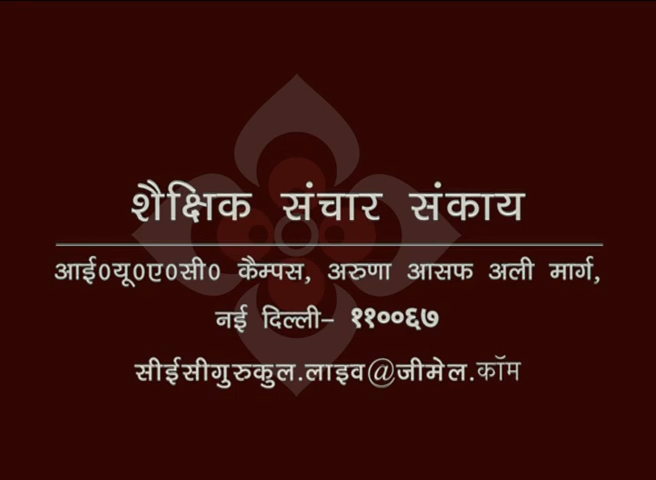 शैक्षिक संचार संकाय
आई०यू०ए०सी० कैम्पस, अरुणा आसफ अली मार्ग,
नई दिल्ली– ११००६७
सीईसीगुरुकुल.लाइव@जीमेल.कॉम